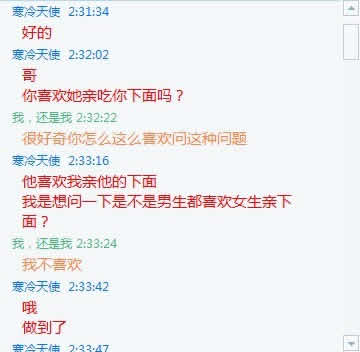 寒冷天使 2:31:34
好的
寒冷天使 2:32:02
哥
你喜欢她亲吃你下面吗？
我，还是我 2:32:22
很好奇你怎么这么喜欢问这种问题
寒冷天使 2:33:16
他喜欢我亲他的下面
我是想问一下是不是男生都喜欢女生亲下
面？
我，还是我 2:33:24
我不喜欢
寒冷天使 2:33:42
哦
做到了
寒冷天使 2:33:47